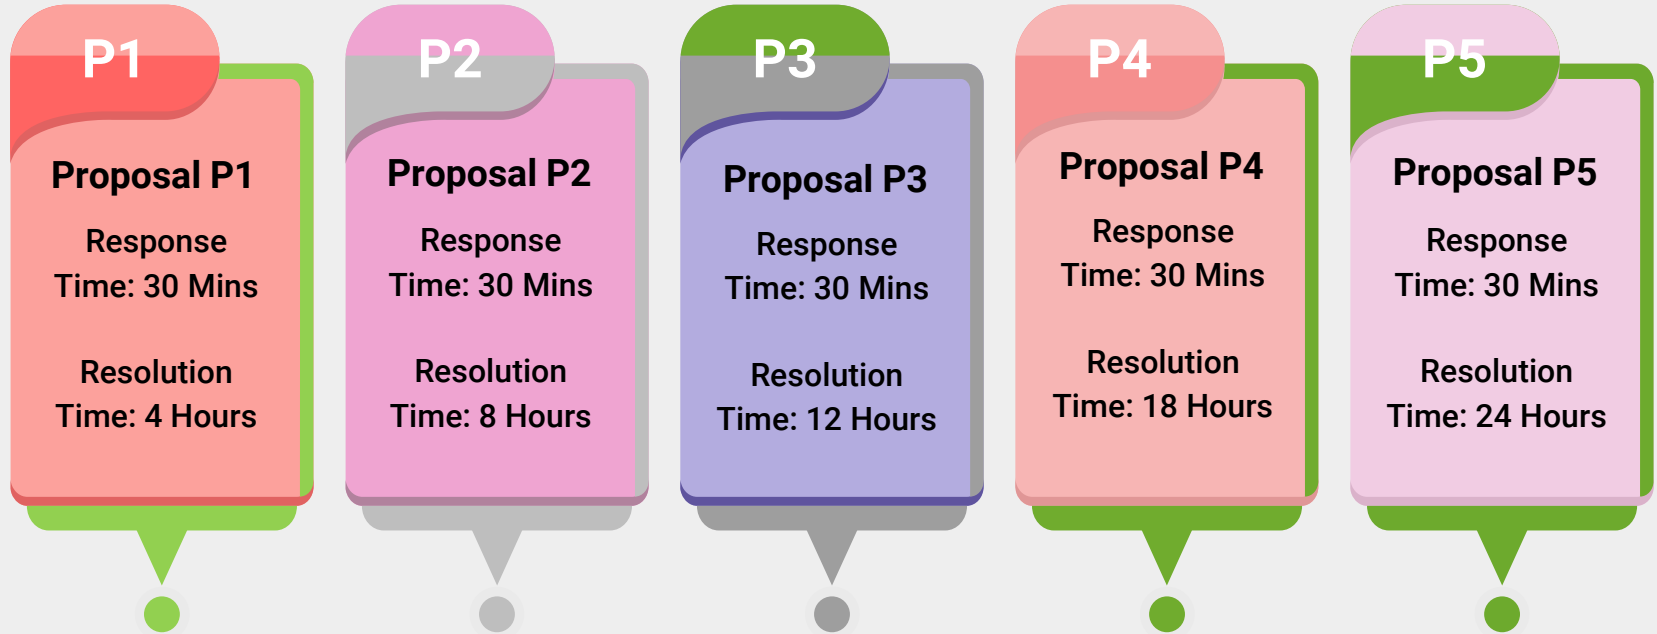 P1
Proposal P1
Response
Time: 30 Mins
Resolution
Time: 4 Hours
P2
Proposal P2
Response
Time: 30 Mins
Resolution
Time: 8 Hours
P3
Proposal P3
Response
Time: 30 Mins
Resolution
Time: 12 Hours
P4
Proposal P4
Response
Time: 30 Mins
Resolution
Time: 18 Hours
P5
Proposal P5
Response
Time: 30 Mins
Resolution
Time: 24 Hours